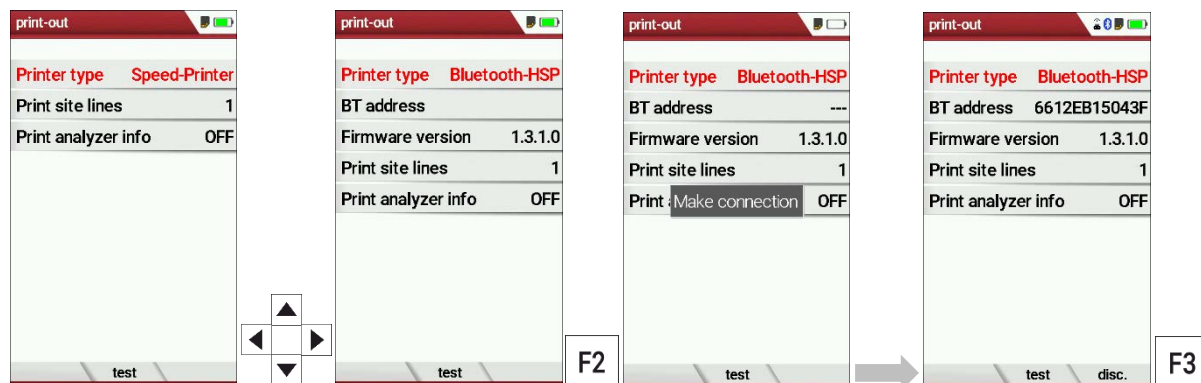 print-out
Printer type Speed-Printer
Print site lines 1
Print analyzer info OFF
test
print-out
Printer type Bluetooth-HSP
BT address
Firmware version 1.3.1.0
Print site lines 1
Print analyzer info OFF
test
F2
print-out
Printer type Bluetooth-HSP
BT address ---
Firmware version 1.3.1.0
Print site lines 1
Print Make connection OFF
test
print-out
Printer type Bluetooth-HSP
BT address 6612EB15043F
Firmware version 1.3.1.0
Print site lines 1
Print analyzer info OFF
test disc.
F3